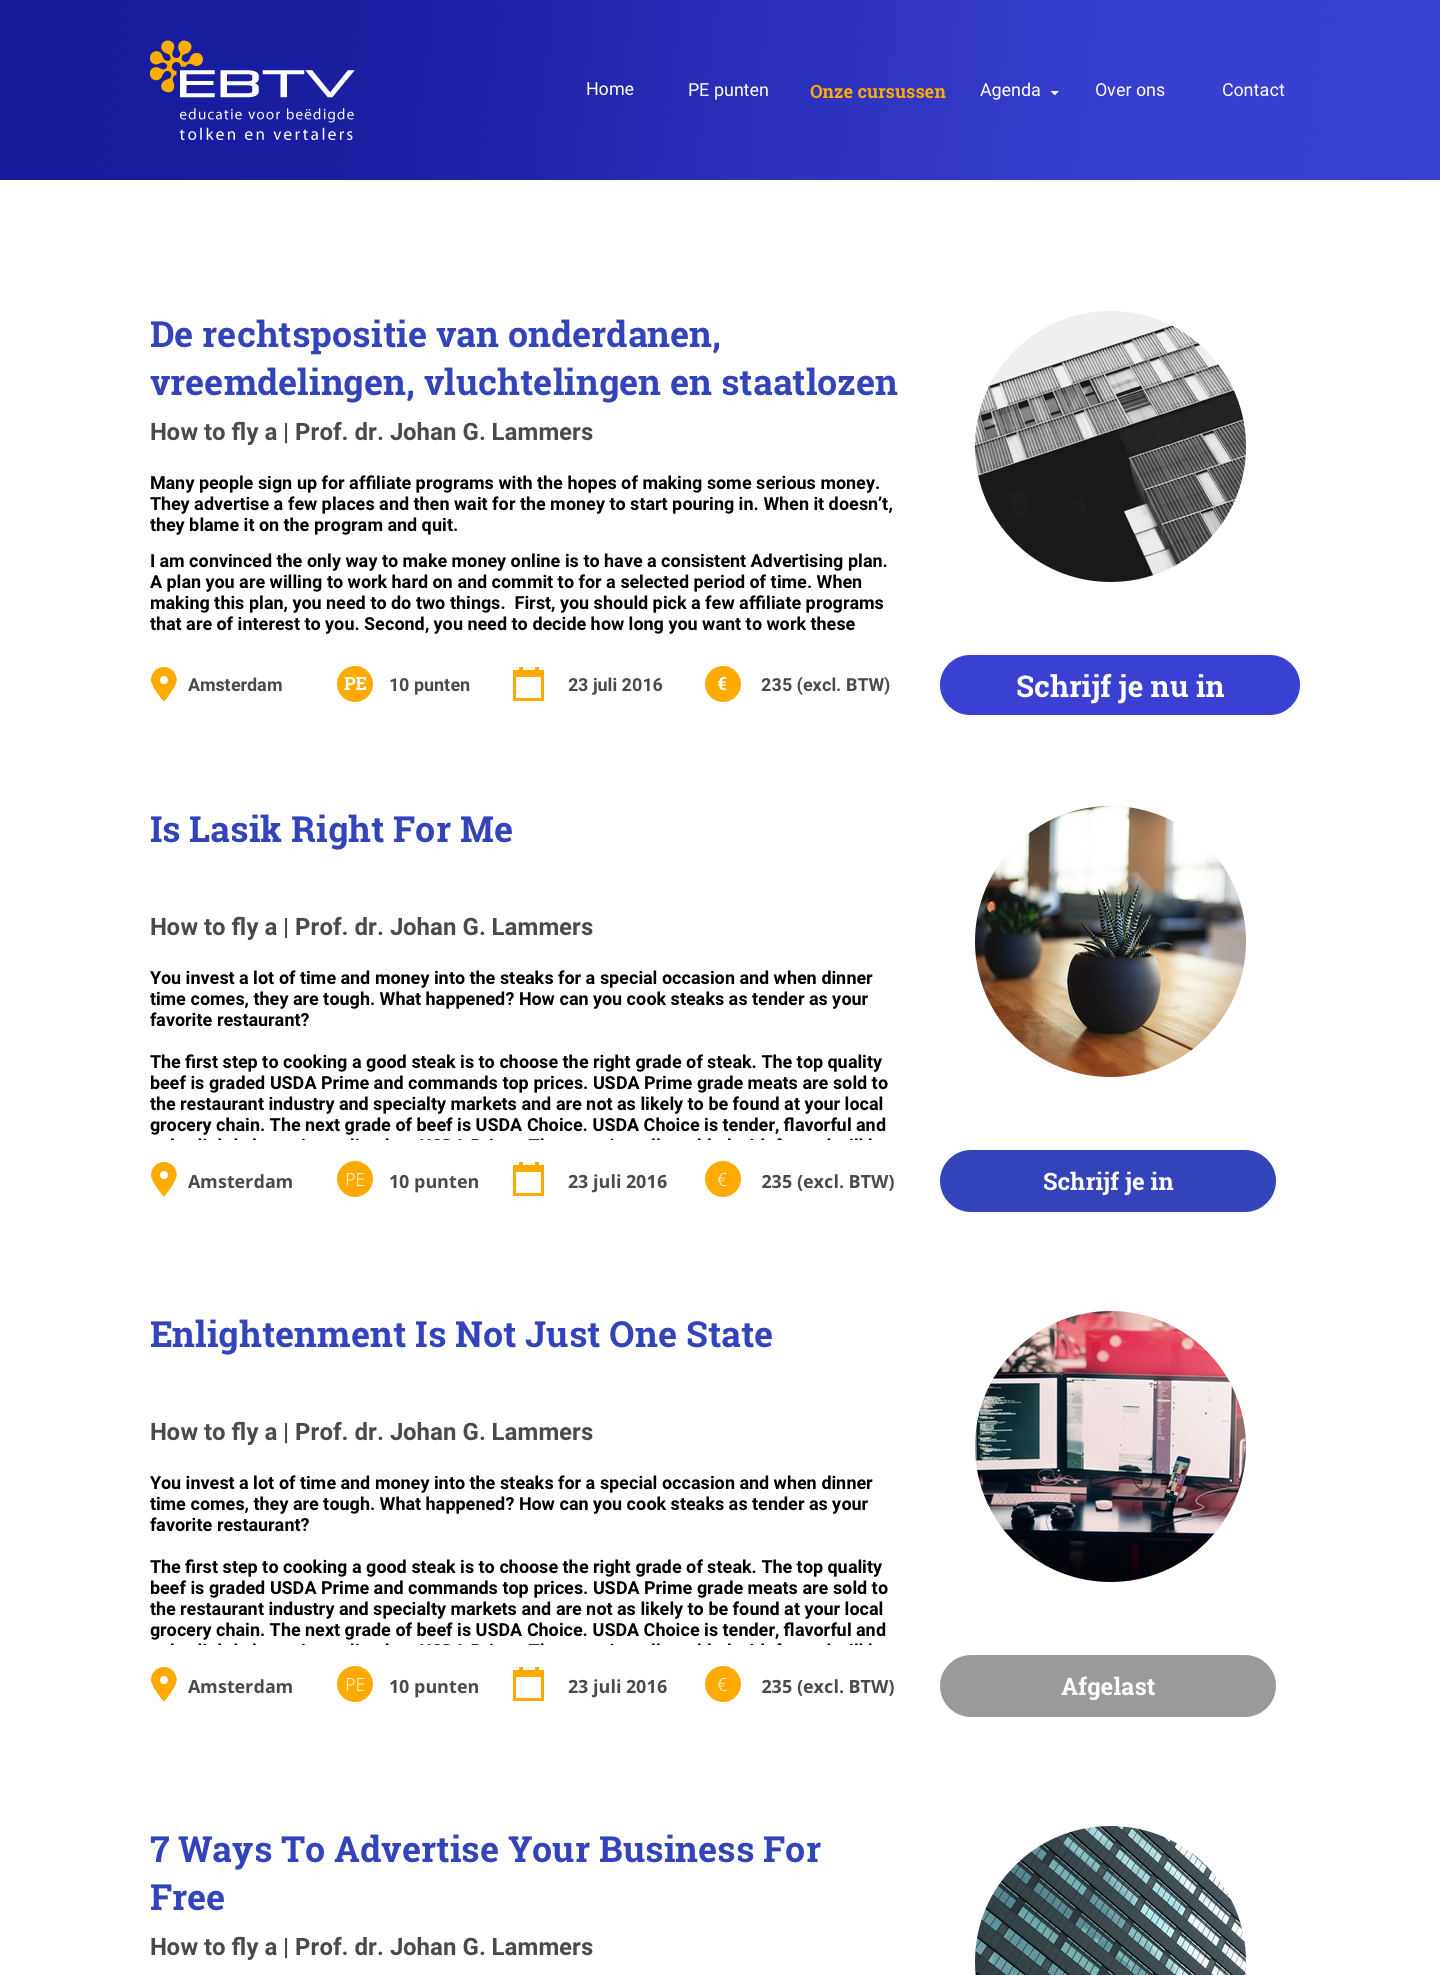 EBTV
educatie voor beëdigde
tolken en vertalers
Home
PE punten
Onze cursussen
Agenda
Over ons
Contact
De rechtspositie van onderdanen,
vreemdelingen, vluchtelingen en staatlozen
How to fly a | Prof. dr. Johan G. Lammers
Many people sign up for affiliate programs with the hopes of making some serious money.
They advertise a few places and then wait for the money to start pouring in. When it doesn’t,
they blame it on the program and quit.
I am convinced the only way to make money online is to have a consistent Advertising plan.
A plan you are willing to work hard on and commit to for a selected period of time. When
making this plan, you need to do two things.  First, you should pick a few affiliate programs
that are of interest to you. Second, you need to decide how long you want to work these
Amsterdam
PE
10 punten
23 juli 2016
€
235 (excl. BTW)
Schrijf je nu in
Is Lasik Right For Me
How to fly a | Prof. dr. Johan G. Lammers
You invest a lot of time and money into the steaks for a special occasion and when dinner
time comes, they are tough. What happened? How can you cook steaks as tender as your
favorite restaurant?
The first step to cooking a good steak is to choose the right grade of steak. The top quality
beef is graded USDA Prime and commands top prices. USDA Prime grade meats are sold to
the restaurant industry and specialty markets and are not as likely to be found at your local
grocery chain. The next grade of beef is USDA Choice. USDA Choice is tender, flavorful and
Amsterdam
PE
10 punten
23 juli 2016
€
235 (excl. BTW)
Schrijf je in
Enlightenment Is Not Just One State
How to fly a | Prof. dr. Johan G. Lammers
You invest a lot of time and money into the steaks for a special occasion and when dinner
time comes, they are tough. What happened? How can you cook steaks as tender as your
favorite restaurant?
The first step to cooking a good steak is to choose the right grade of steak. The top quality
beef is graded USDA Prime and commands top prices. USDA Prime grade meats are sold to
the restaurant industry and specialty markets and are not as likely to be found at your local
grocery chain. The next grade of beef is USDA Choice. USDA Choice is tender, flavorful and
Amsterdam
PE
10 punten
23 juli 2016
€
235 (excl. BTW)
Afgelast
7 Ways To Advertise Your Business For
Free
How to fly a | Prof. dr. Johan G. Lammers